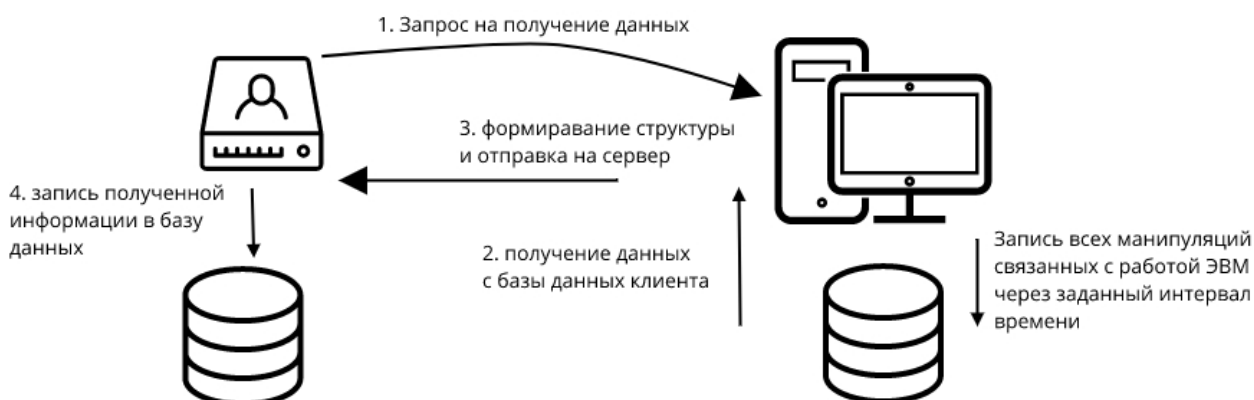 1. Запрос на получение данных
3. формиравание структуры
и отправка на сервер
4. запись полученной
информации в базу
данных
2. получение данных
с базы данных клиента
Запись всех манипуляций
связанных с работой ЭВМ
через заданный интервал
времени